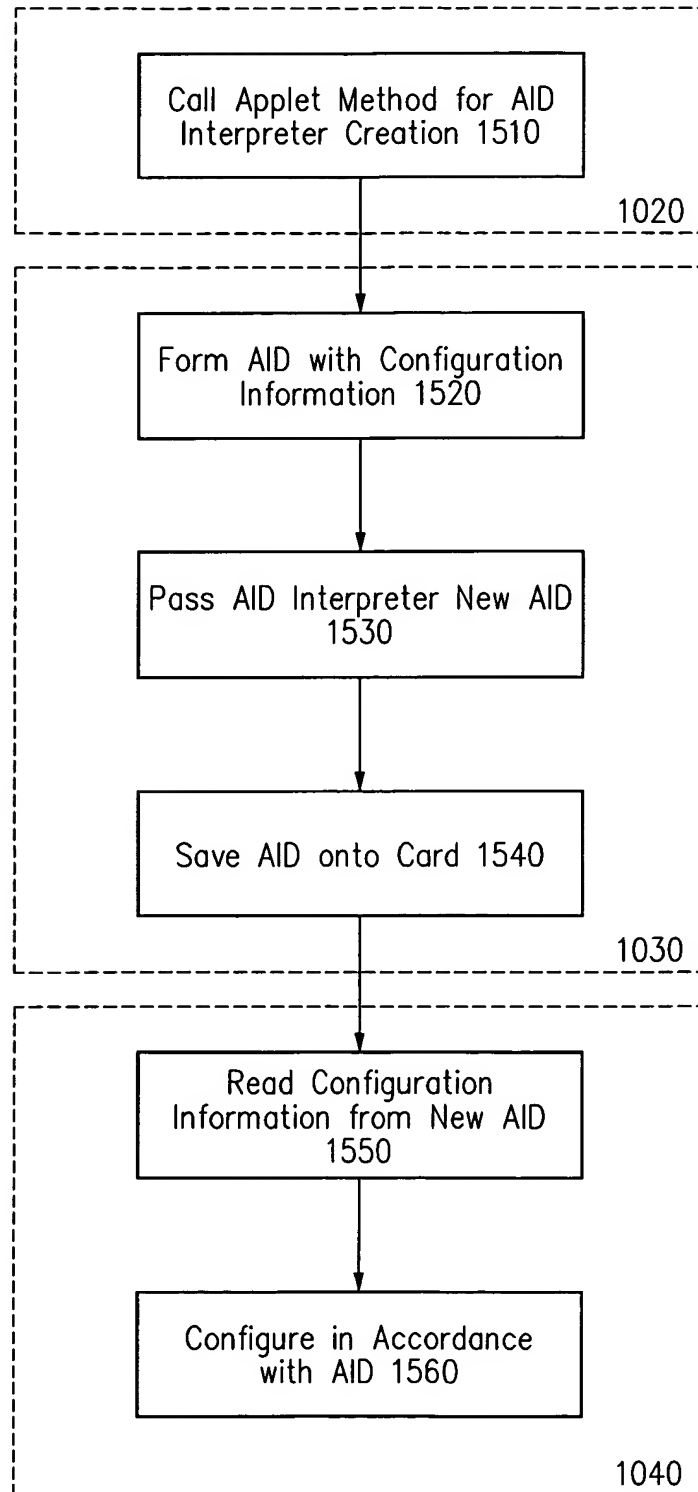 Call Applet Method for AID
Interpreter Creation 1510
1020
Form AID with Configuration
Information 1520
Pass AID Interpreter New AID
1530
Save AID onto Card 1540
1030
Read Configuration
Information from New AID
1550
Configure in Accordance
with AID 1560
1040